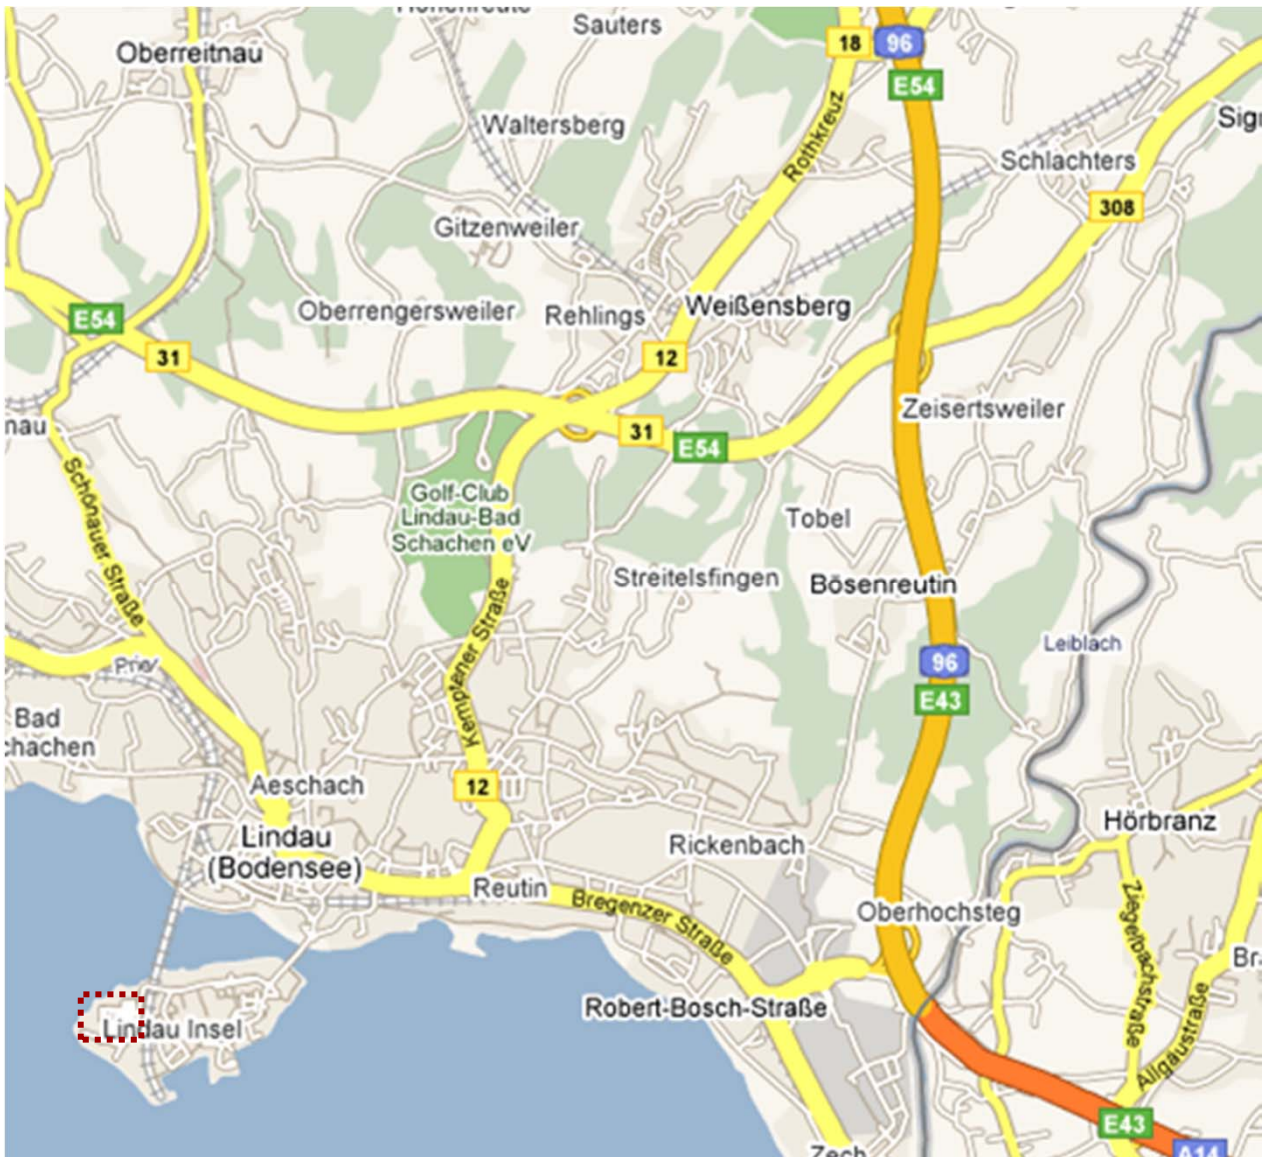 Sauters
18
96
Oberreitnau
E54
Waltersberg
Rothkreuz
Schlachters
308
Gitzenweiler
Oberrengersweiler
Rehlings
Weißensberg
E54
31
12
Zeisertsweiler
31
E54
Schönauer Straße
Golf-Club
Lindau-Bad
Schachen eV
Tobel
Streitelsfingen
Bösenreutin
Kemptener Straße
Leiblach
96
E43
Bad
chachen
Aeschach
12
Lindau
(Bodensee)
Rickenbach
Hörbranz
Reutin
Bregenzer Straße
Oberhochsteg
Ziegelbachstraße
Robert-Bosch-Straße
Lindau Insel
Allgäustraße
E43
Zech
A14